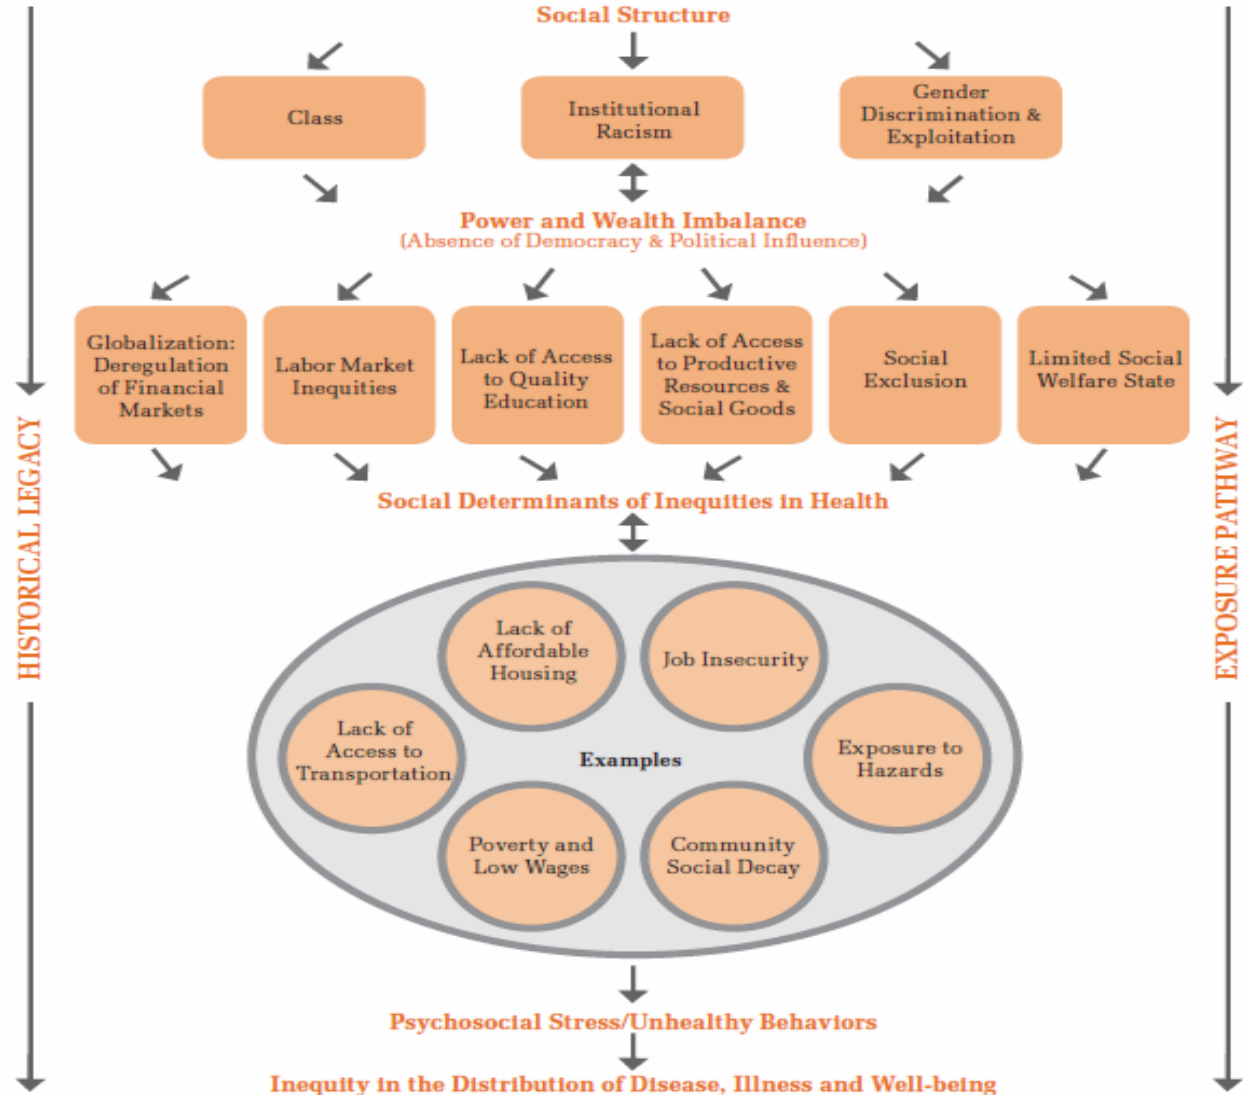 Social Structure
Class
Institutional
Racism
Gender
Discrimination &
Exploitation
Power and Wealth Imbalance
(Absence of Democracy & Political Influence)
Globalization:
Deregulation
of Financial
Markets
Labor Market
Inequities
Lack of Access
to Quality
Education
Lack of Access
to Productive
Resources &
Social Goods
Social
Exclusion
Limited Social
Welfare State
HISTORICAL LEGACY
EXPOSURE PATHWAY
Social Determinants of Inequities in Health
Lack of
Affordable
Housing
Job Insecurity
Lack of
Access to
Transportation
Examples
Exposure to
Hazards
Poverty and
Low Wages
Community
Social Decay
Psychosocial Stress/Unhealthy Behaviors
Inequity in the Distribution of Disease, Illness and Well-being